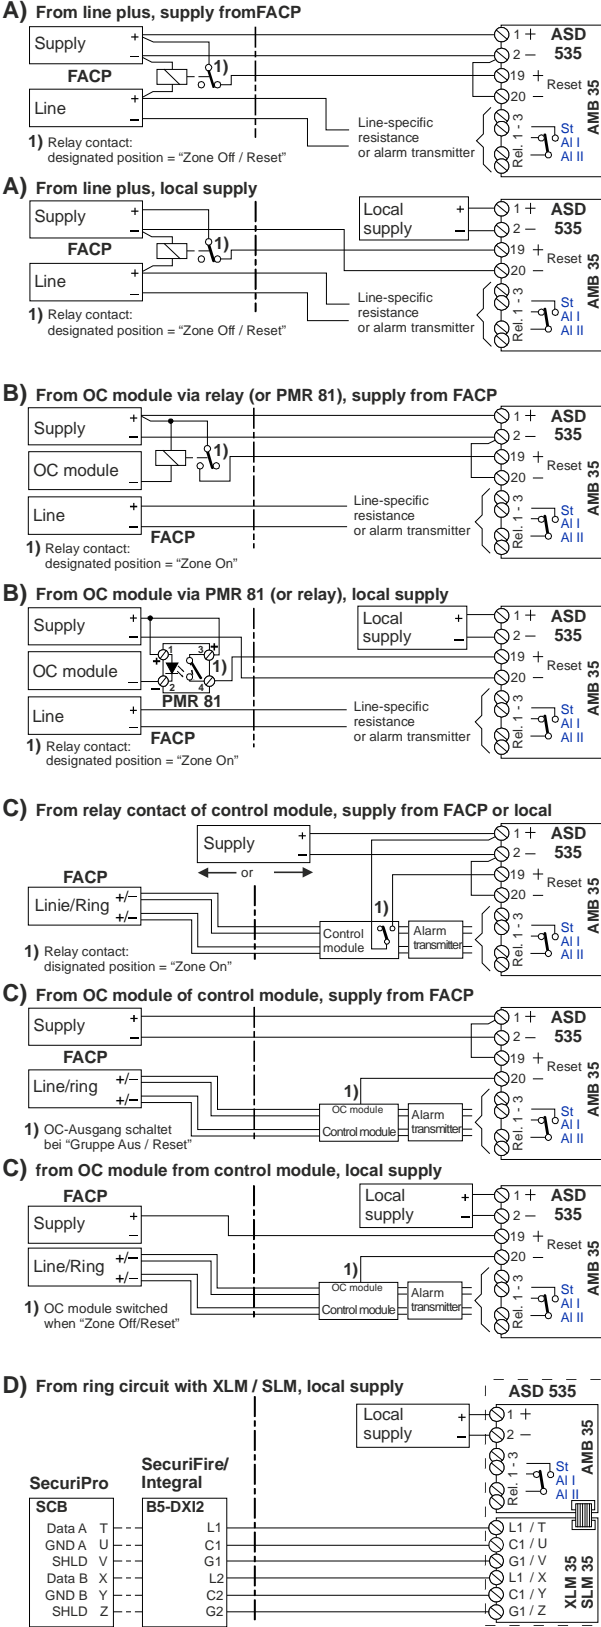 A) From line plus, supply fromFACP
Supply + –
FACP
1)
Line + –
1) Relay contact:
designated position = “Zone Off / Reset”
Line-specific
resistance
or alarm transmitter
1 + ASD
2 – 535
19 +
Reset
20 –
Rel. 1 - 3
St
Al I
Al II
AMB 35
A) From line plus, local supply
Supply + –
FACP
1)
Line + –
1) Relay contact:
designated position = “Zone Off / Reset”
Local
supply + –
Line-specific
resistance
or alarm transmitter
1 + ASD
2 – 535
19 +
Reset
20 –
Rel. 1 - 3
St
Al I
Al II
AMB 35
B) From OC module via relay (or PMR 81), supply from FACP
Supply + –
1)
OC module –
Line + –
FACP
1) Relay contact:
designated position = “Zone On”
Line-specific
resistance
or alarm transmitter
1 + ASD
2 – 535
19 +
Reset
20 –
Rel. 1 - 3
St
Al I
Al II
AMB 35
B) From OC module via PMR 81 (or relay), local supply
Supply + –
1 3 +
+ 1)
OC module –
– 2 4
PMR 81
Line + –
FACP
1) Relay contact:
designated position = “Zone On”
Local
supply + –
Line-specific
resistance
or alarm transmitter
1 + ASD
2 – 535
19 +
Reset
20 –
Rel. 1 - 3
St
Al I
Al II
AMB 35
C) From relay contact of control module, supply from FACP or local
Supply + –
or
FACP
Linie/Ring +/– +/–
1) Relay contact:
disignated position = “Zone On”
1)
Control
module
Alarm
transmitter
1 + ASD
2 – 535
19 +
Reset
20 –
Rel. 1 - 3
St
Al I
Al II
AMB 35
C) From OC module of control module, supply from FACP
Supply + –
FACP
Line/ring +/– +/–
1) OC-Ausgang schaltet
bei “Gruppe Aus / Reset”
1)
OC module
Control module
Alarm
transmitter
1 + ASD
2 – 535
19 +
Reset
20 –
Rel. 1 - 3
St
Al I
Al II
AMB 35
C) from OC module from control module, local supply
FACP
Supply + –
Line/Ring +/– +/–
1) OC module switched
when “Zone Off/Reset”
Local
supply + –
1)
OC module
Control module
Alarm
transmitter
1 + ASD
2 – 535
19 +
Reset
20 –
Rel. 1 - 3
St
Al I
Al II
AMB 35
D) From ring circuit with XLM / SLM, local supply
ASD 535
Local
supply + –
1 +
2 –
Rel. 1 - 3
St
Al I
Al II
AMB 35
SecuriPro
SecuriFire/
Integral
SCB
B5-DXI2
Data A T L1 L1 / T
GND A U C1 C1 / U
SHLD V G1 G1 / V
Data B X L2 L1 / X
GND B Y C2 C1 / Y
SHLD Z G2 G1 / Z
XLM 35
SLM 35